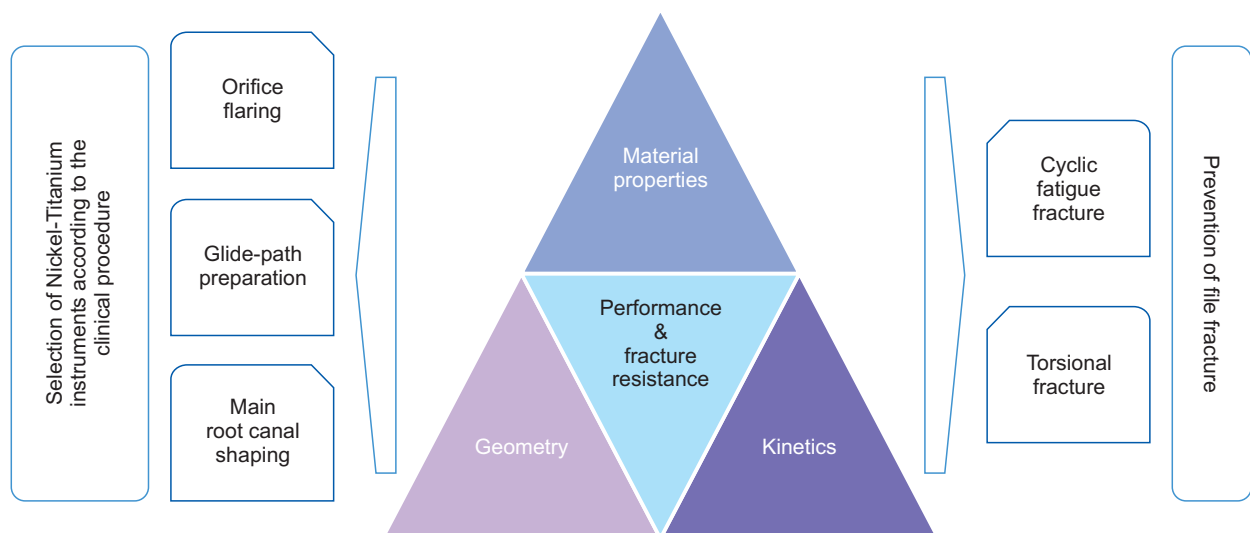 Selection of Nickel-Titanium
instruments according to the
clinical procedure
Orifice
flaring
Glide-path
preparation
Main
root canal
shaping
Material
properties
Performance
&
fracture
resistance
Geometry
Kinetics
Cyclic
fatigue
fracture
Torsional
fracture
Prevention of file fracture